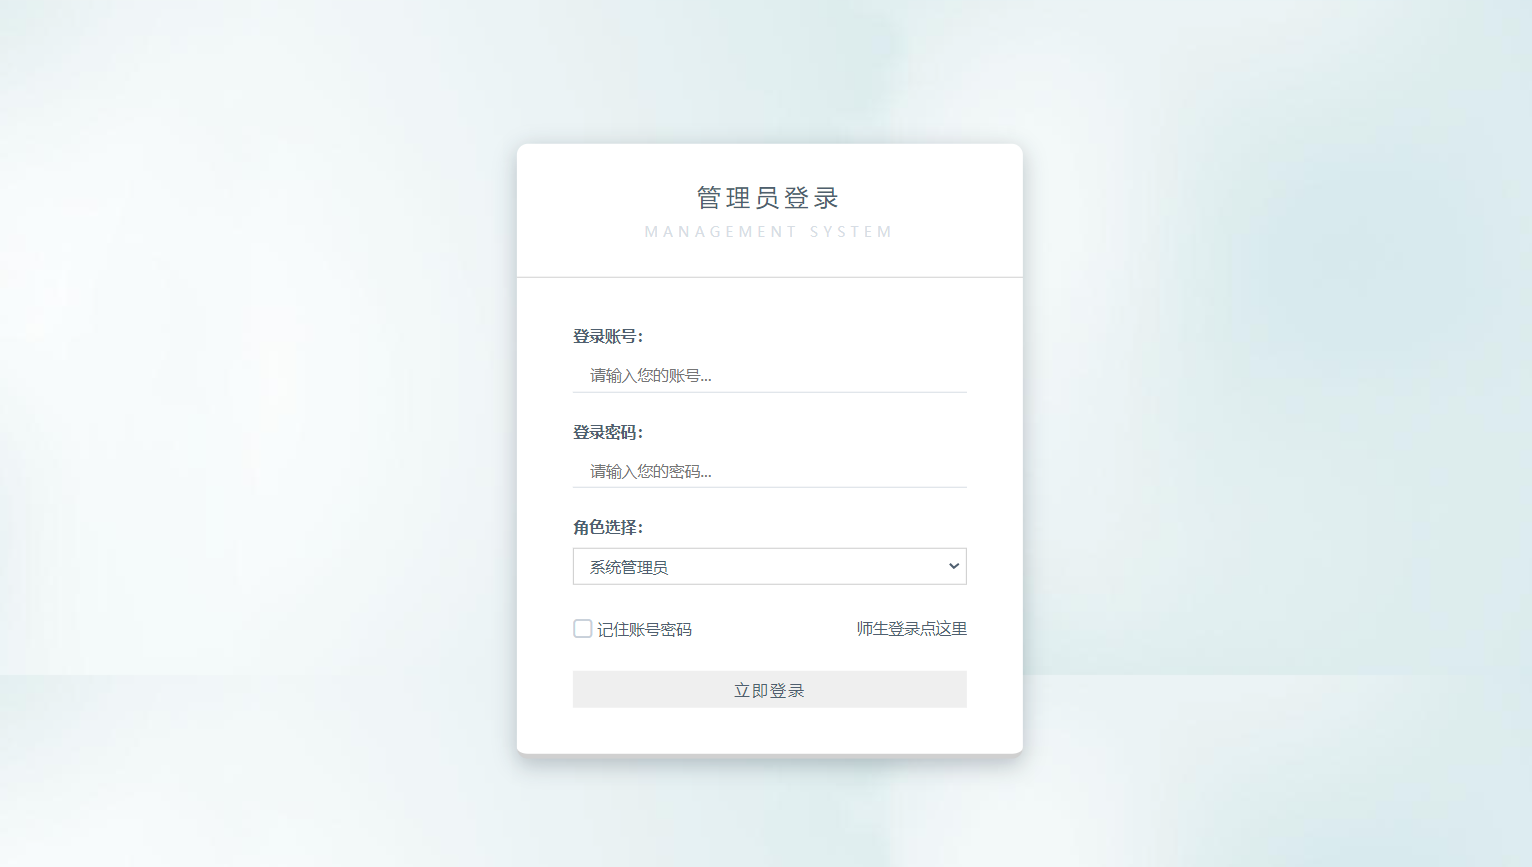 管理员登录
MANAGEMENT SYSTEM
登录账号：
请输入您的账号...
登录密码：
请输入您的密码...
角色选择：
系统管理员
记住账号密码 师生登录点这里
立即登录